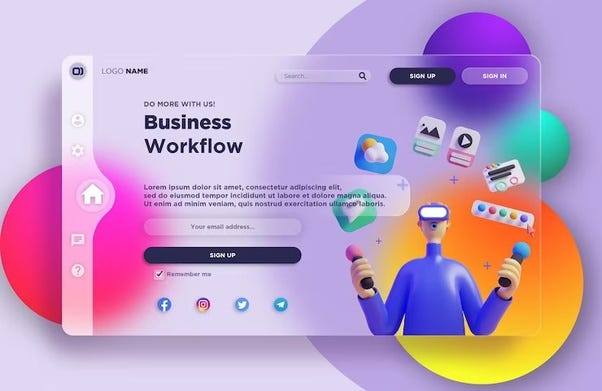 LOGO NAME
Search...
SIGN UP
SIGN IN
DO MORE WITH US!
Business
Workflow
Lorem ipsum dolor sit amet, consectetur adipiscing elit,
sed do eiusmod tempor incididunt ut labore et dolore magna aliqua.
Ut enim ad minim veniam, quis nostrud exercitation ullamco laboris.
Your email address...
SIGN UP
Remember me